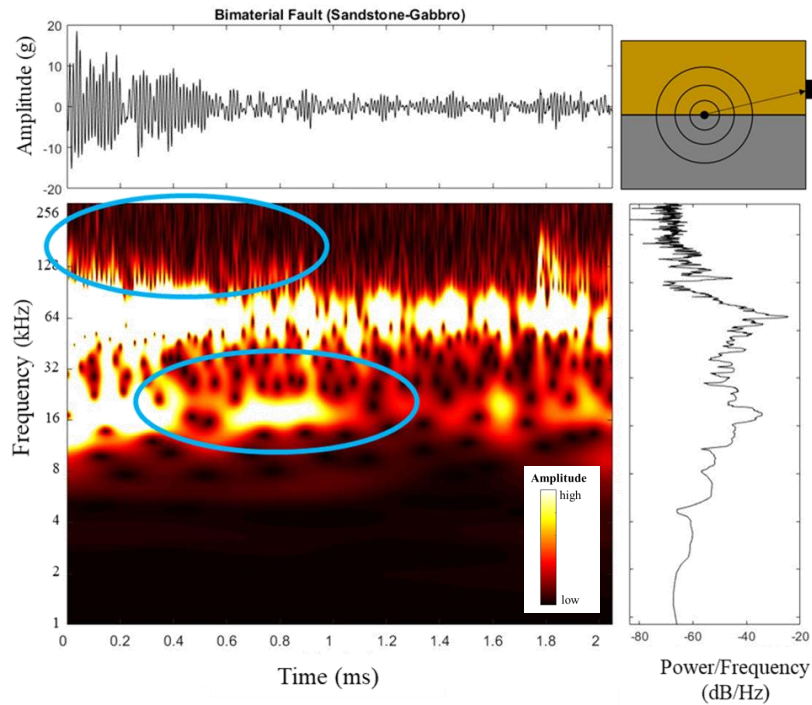 Bimaterial Fault (Sandstone-Gabbro)
Amplitude (g)
20
10
0
-10
-20
Frequency (kHz)
256
128
64
32
16
8
4
2
1
Amplitude
high
low
0 0.2 0.4 0.6 0.8 1 1.2 1.4 1.6 1.8 2
Time (ms)
-80 -60 -40 -20
Power/Frequency
(dB/Hz)